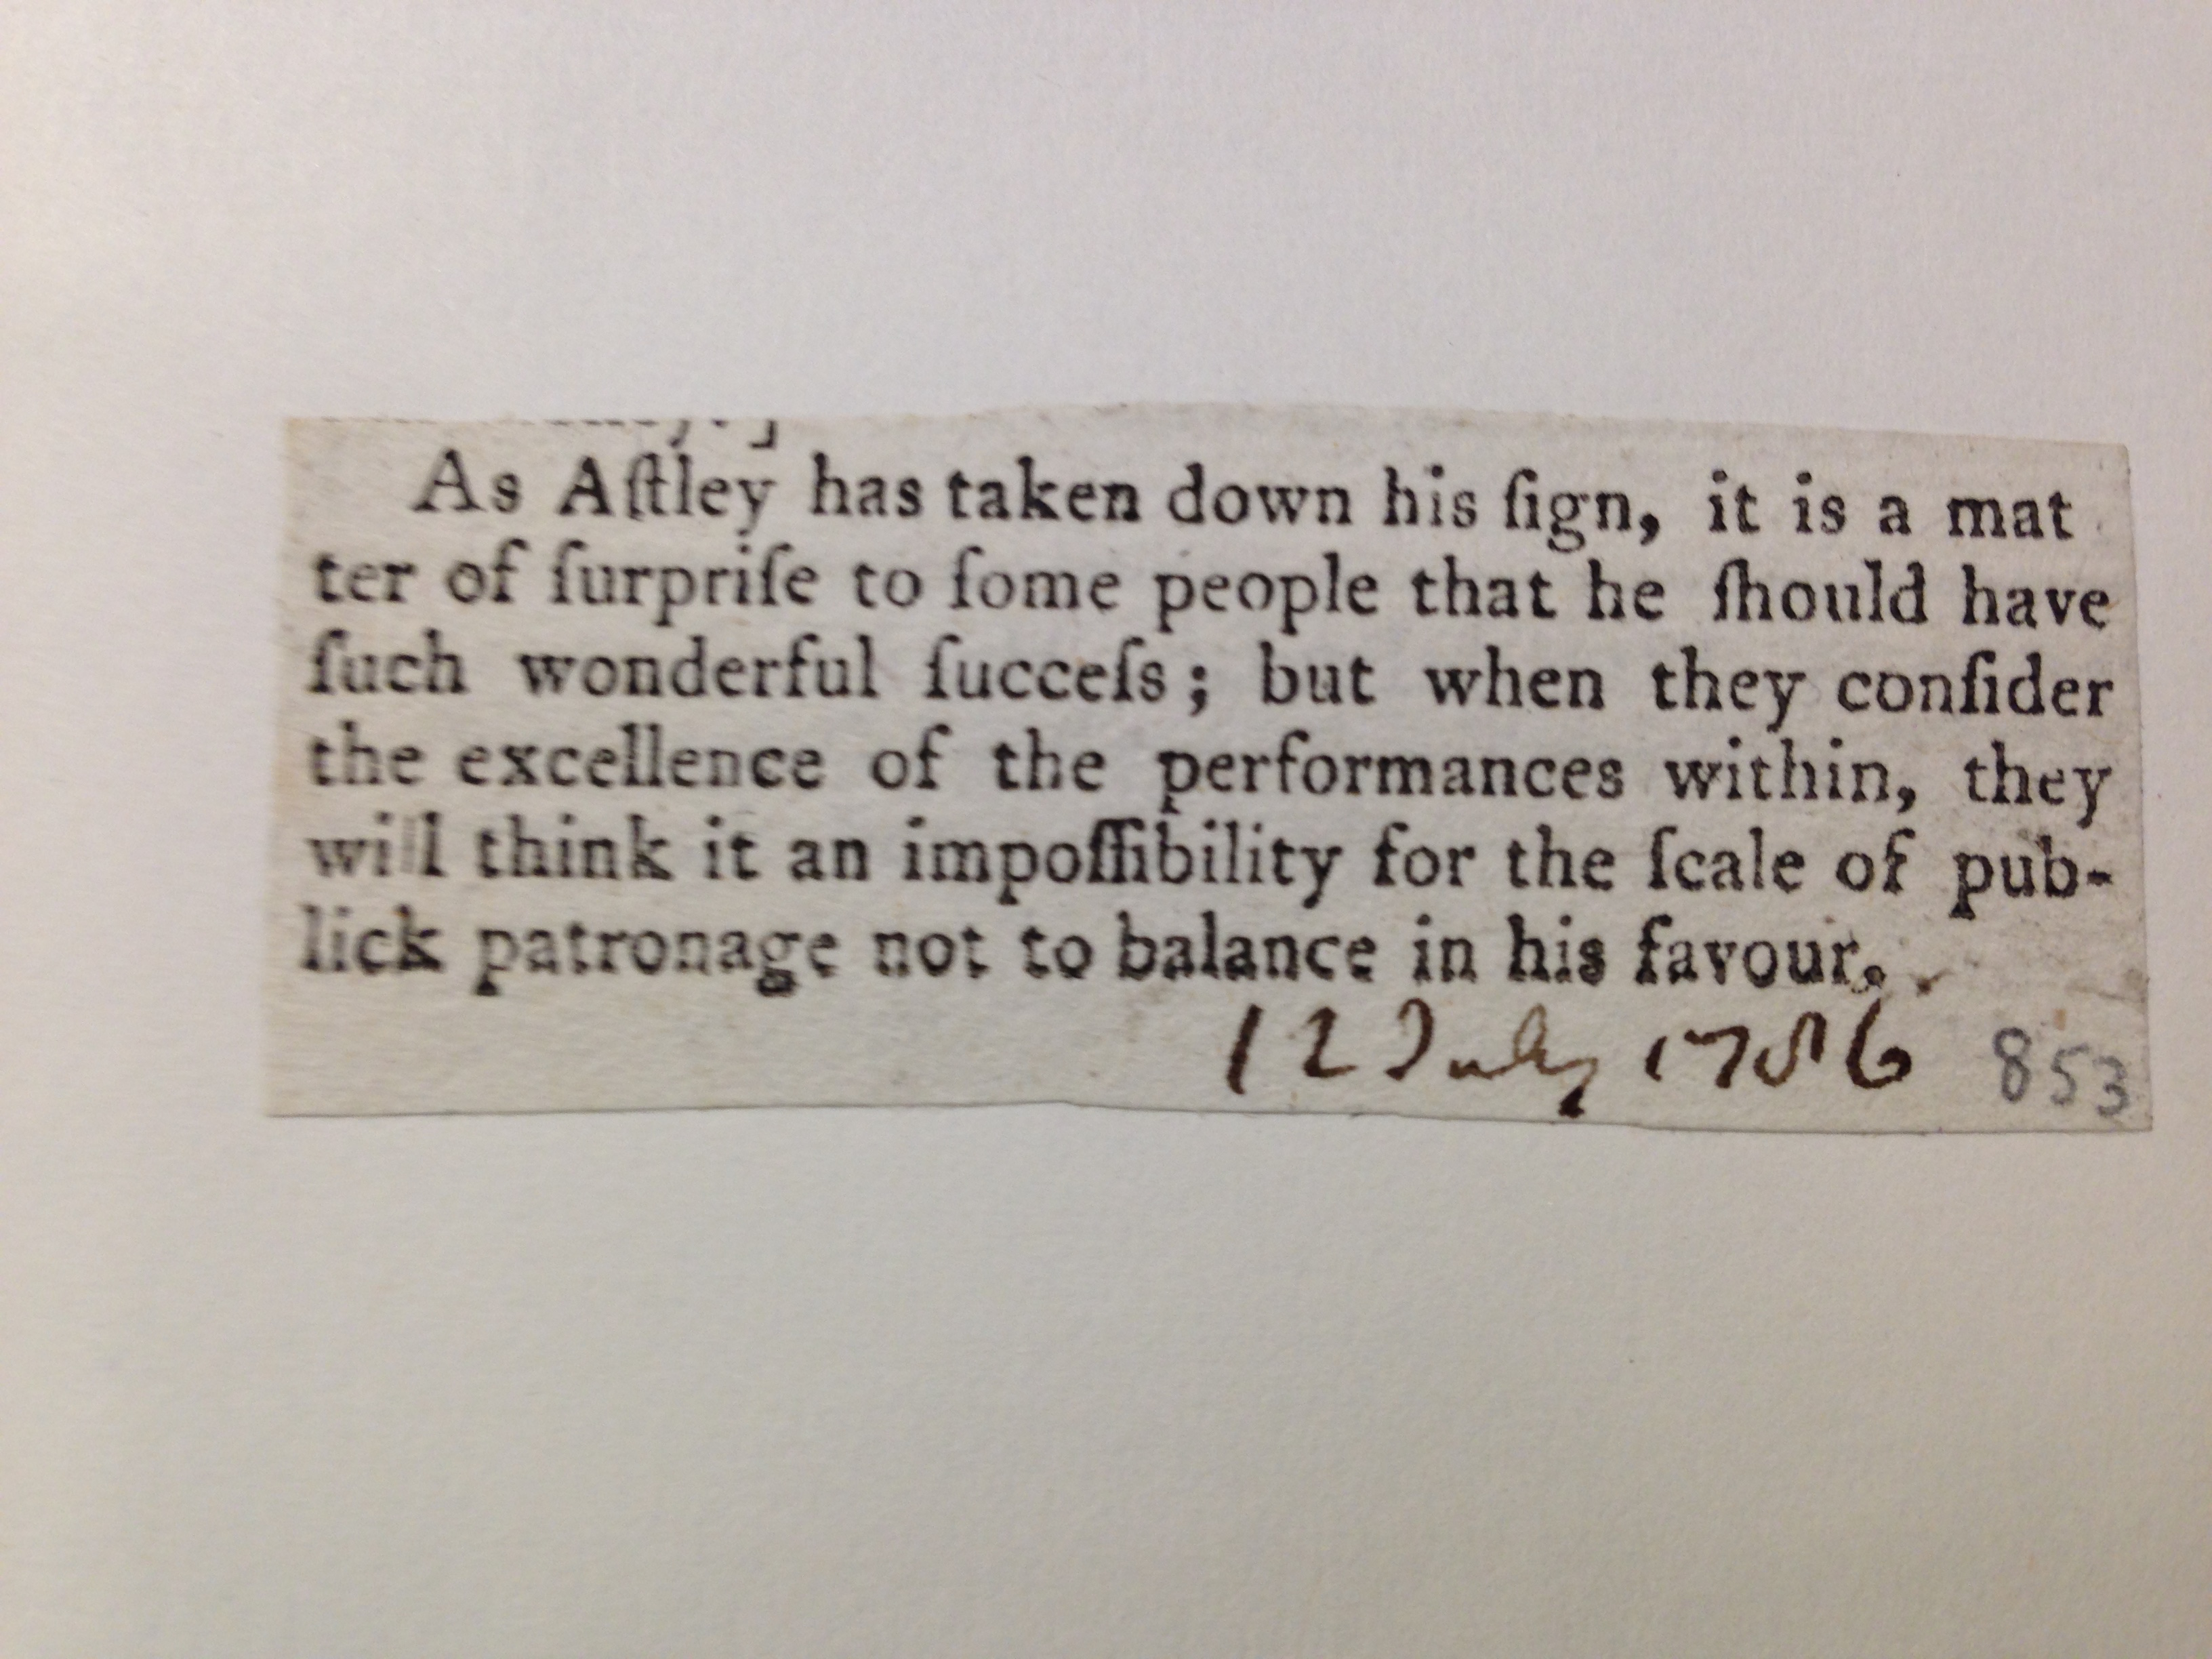 As Aſtley has taken down his ſign, it is a mat
ter of ſurpriſe to ſome people that he ſhould have
ſuch wonderful ſucceſs; but when they conſider
the excellence of the performances within, they
will think it an impoſſibility for the ſcale of pub-
lick patronage not to balance in his favour.
12 July 1786 853